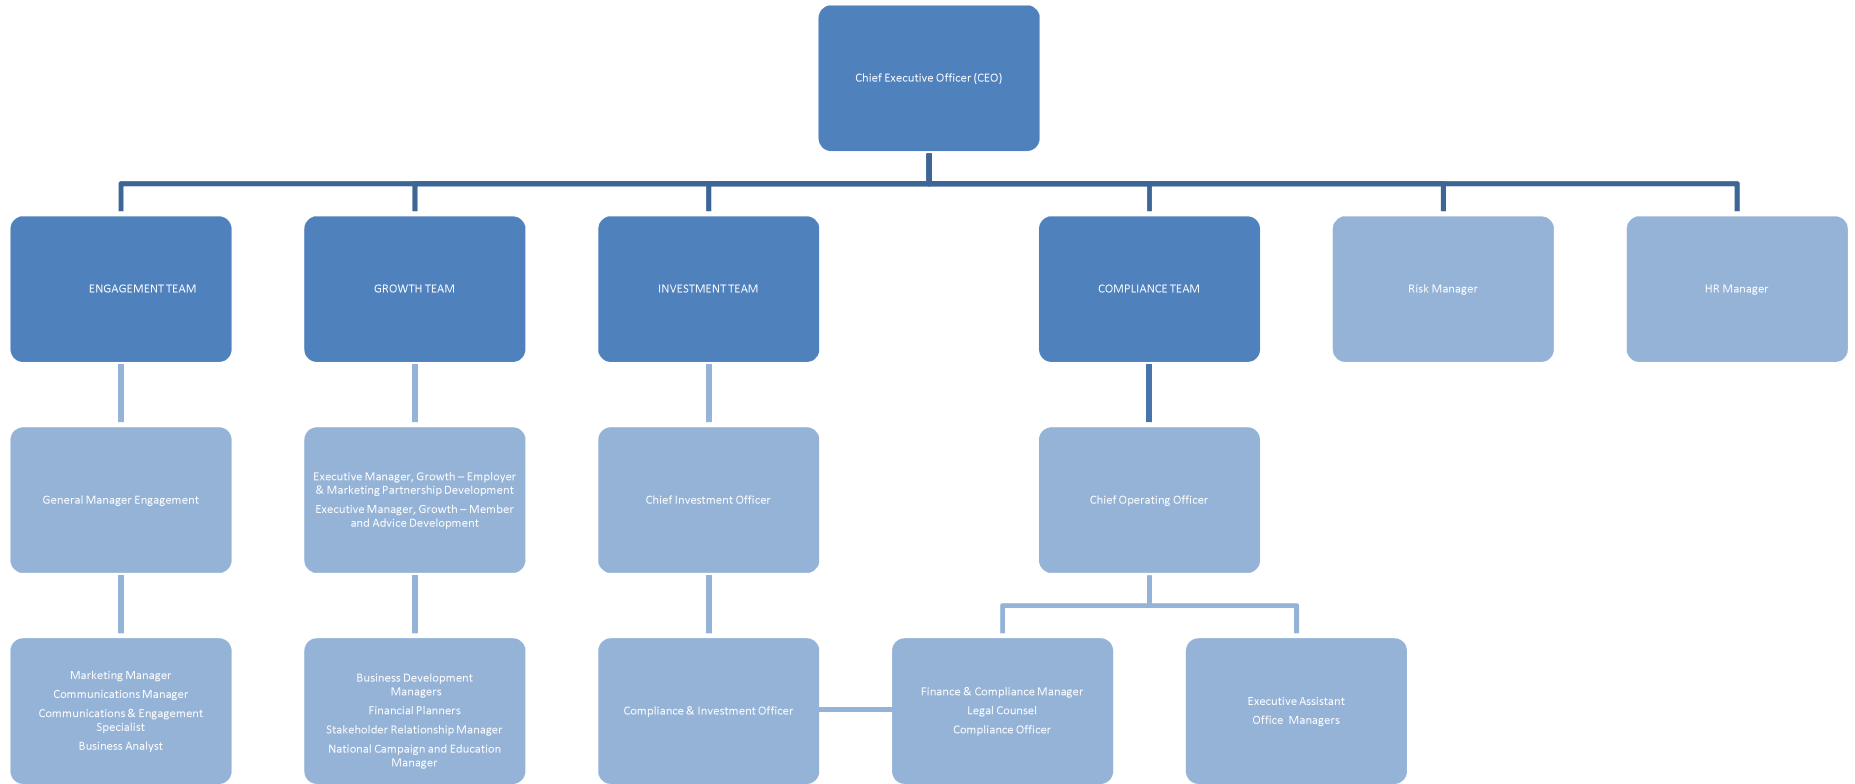 Chief Executive Officer (CEO)
ENGAGEMENT TEAM
GROWTH TEAM
INVESTMENT TEAM
COMPLIANCE TEAM
Risk Manager
HR Manager
General Manager Engagement
Executive Manager, Growth – Employer
& Marketing Partnership Development
Executive Manager, Growth – Member
and Advice Development
Chief Investment Officer
Chief Operating Officer
Marketing Manager
Communications Manager
Communications & Engagement
Specialist
Business Analyst
Business Development
Managers
Financial Planners
Stakeholder Relationship Manager
National Campaign and Education
Manager
Compliance & Investment Officer
Finance & Compliance Manager
Legal Counsel
Compliance Officer
Executive Assistant
Office  Managers